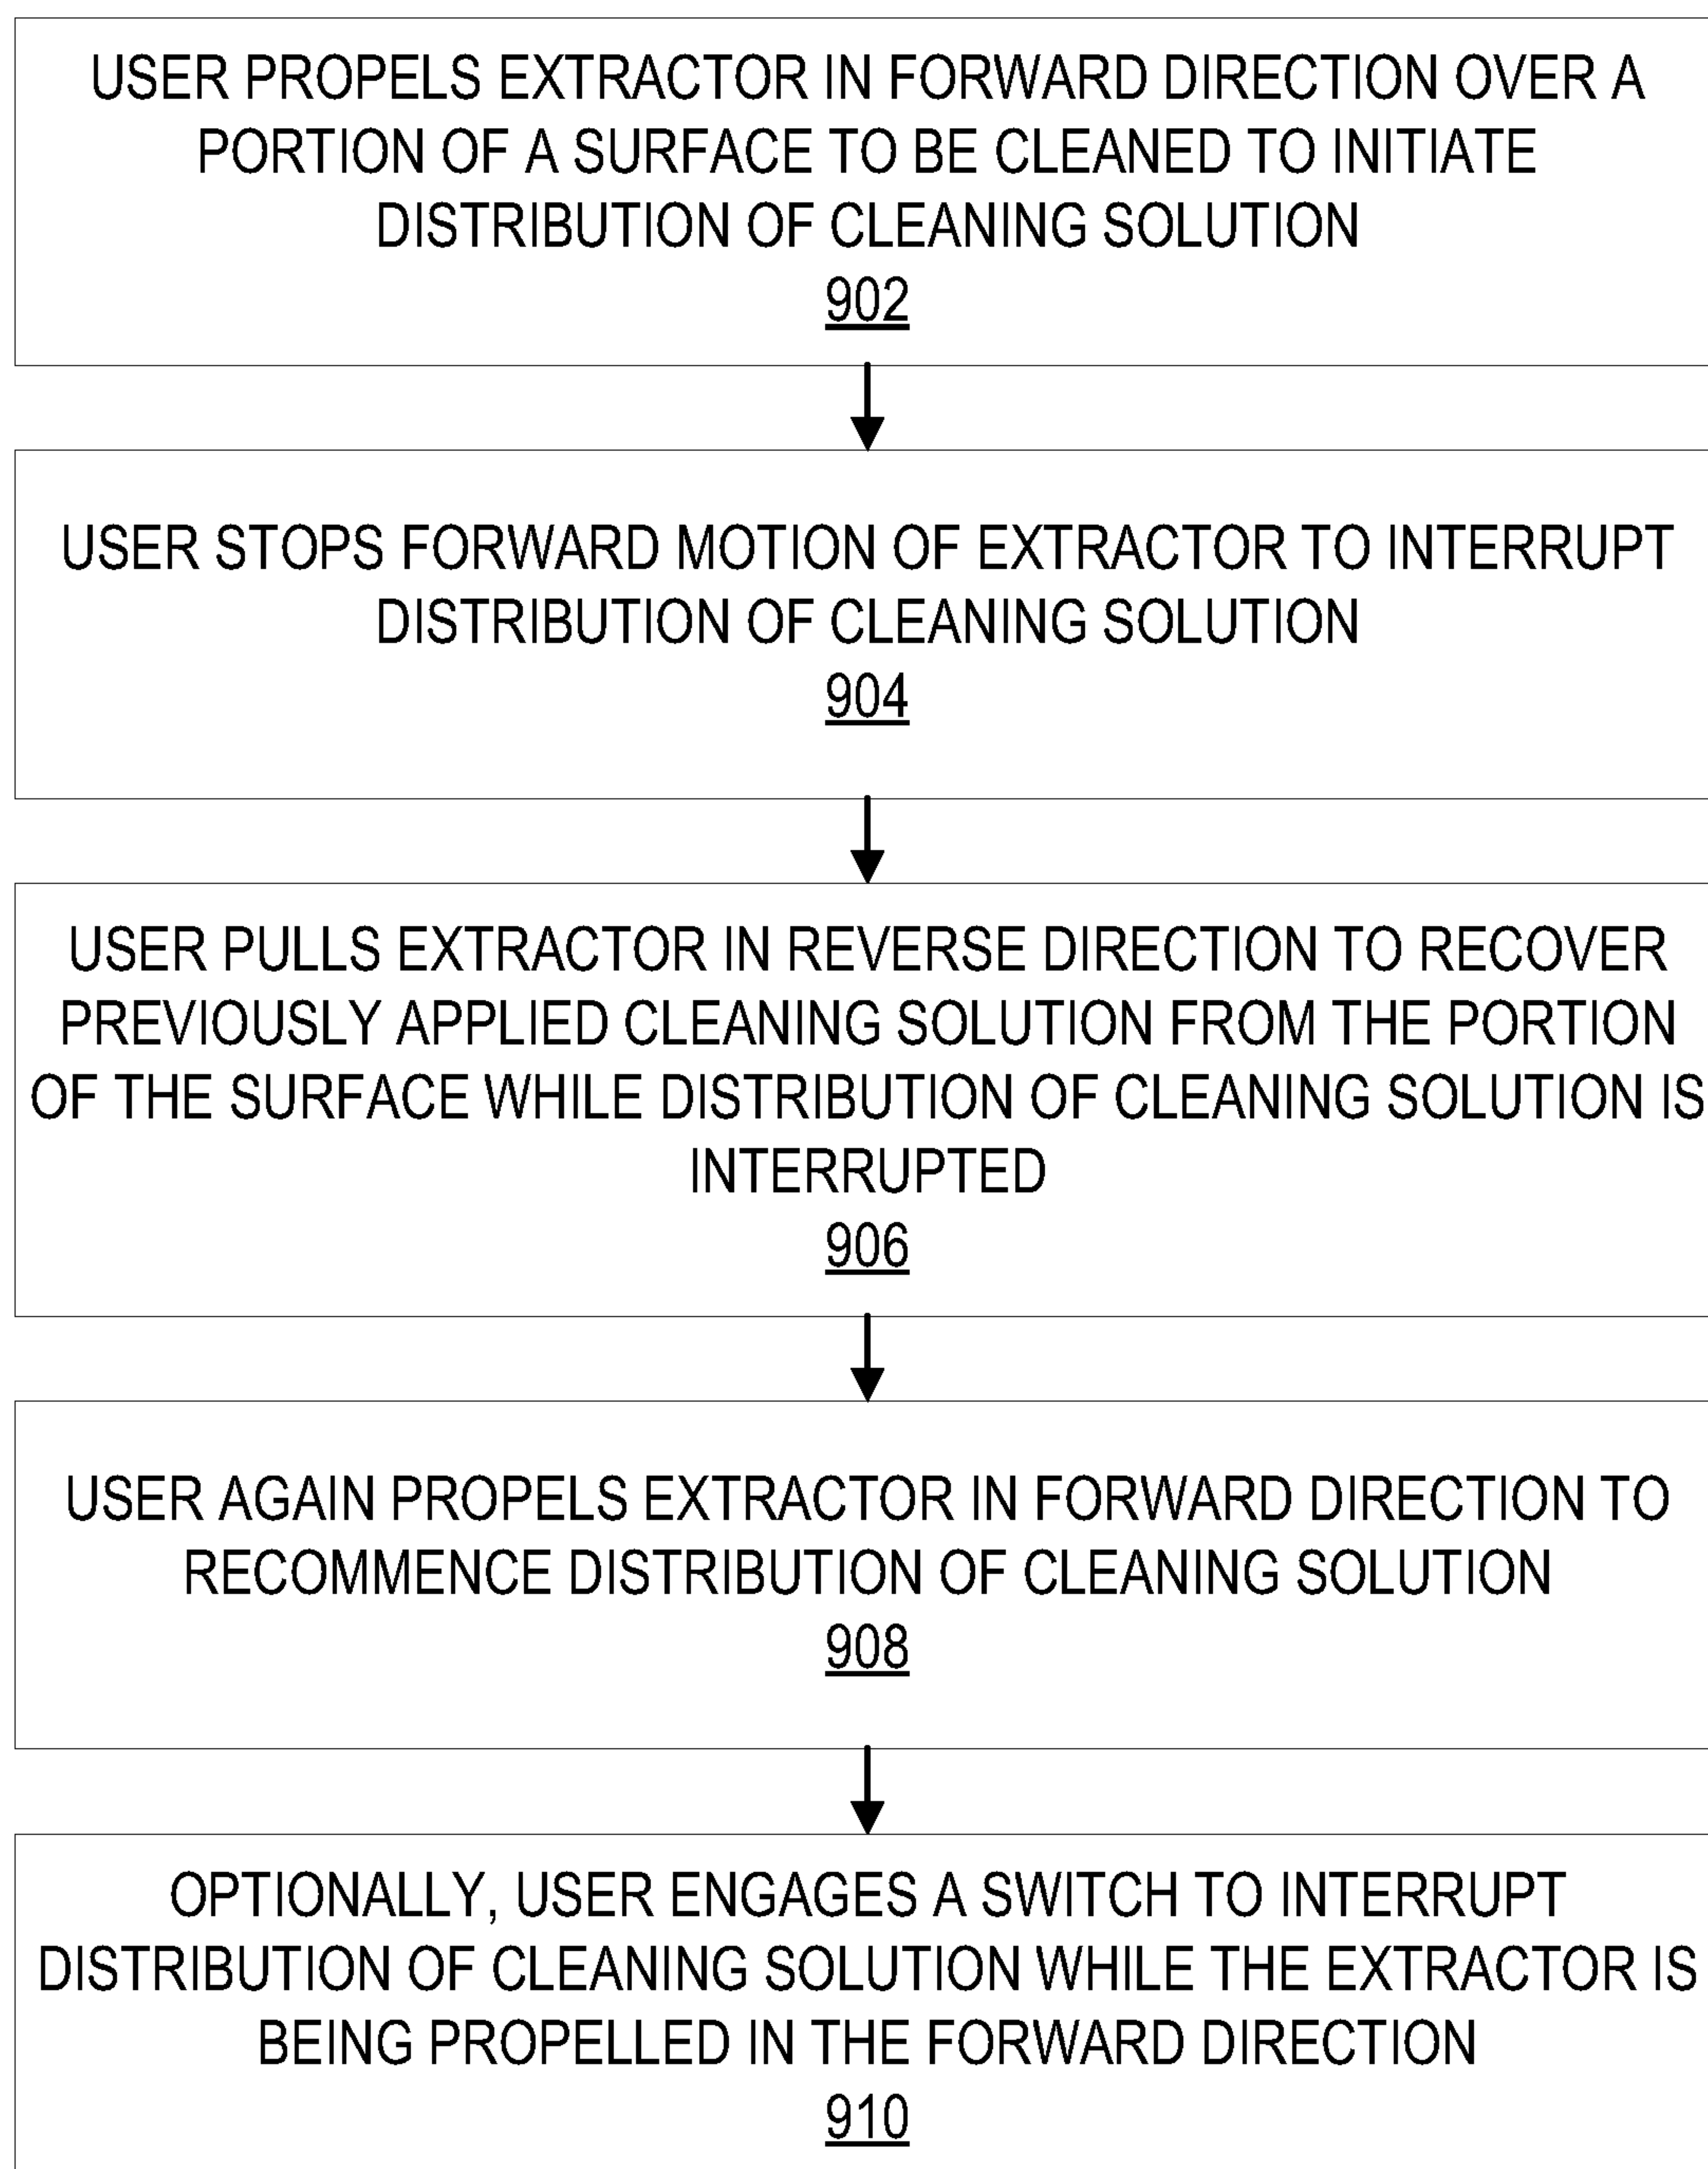 USER PROPELS EXTRACTOR IN FORWARD DIRECTION OVER A
PORTION OF A SURFACE TO BE CLEANED TO INITIATE
DISTRIBUTION OF CLEANING SOLUTION
902
USER STOPS FORWARD MOTION OF EXTRACTOR TO INTERRUPT
DISTRIBUTION OF CLEANING SOLUTION
904
USER PULLS EXTRACTOR IN REVERSE DIRECTION TO RECOVER
PREVIOUSLY APPLIED CLEANING SOLUTION FROM THE PORTION
OF THE SURFACE WHILE DISTRIBUTION OF CLEANING SOLUTION IS
INTERRUPTED
906
USER AGAIN PROPELS EXTRACTOR IN FORWARD DIRECTION TO
RECOMMENCE DISTRIBUTION OF CLEANING SOLUTION
908
OPTIONALLY, USER ENGAGES A SWITCH TO INTERRUPT
DISTRIBUTION OF CLEANING SOLUTION WHILE THE EXTRACTOR IS
BEING PROPELLED IN THE FORWARD DIRECTION
910